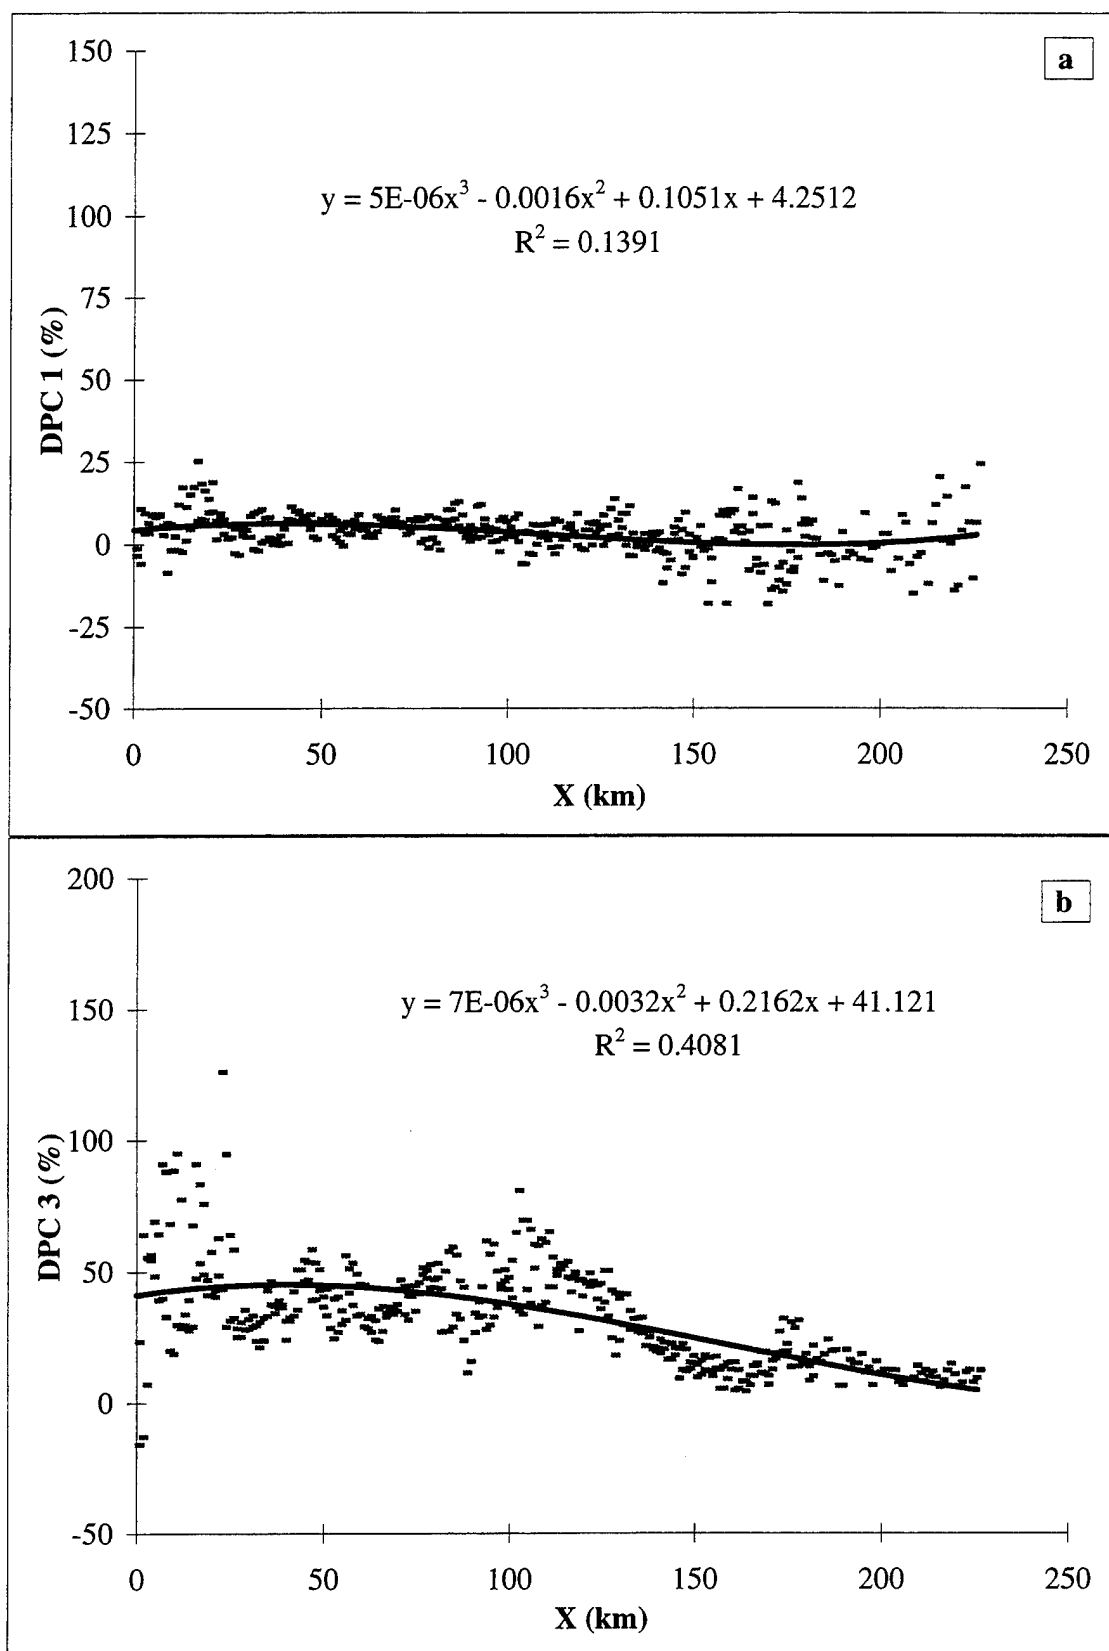 a
150
125
100
75
50
25
0
-25
-50
DPC 1 (%)
y = 5E-06x³ - 0.0016x² + 0.1051x + 4.2512
R² = 0.1391
0 50 100 150 200 250
X (km)
b
200
150
100
50
0
-50
DPC 3 (%)
y = 7E-06x³ - 0.0032x² + 0.2162x + 41.121
R² = 0.4081
0 50 100 150 200 250
X (km)